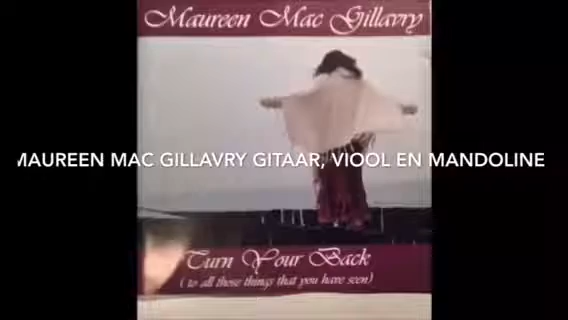 Maureen Mac Gillavry
MAUREEN MAC GILLAVRY GITAAR, VIOOL EN MANDOLINE
Turn Your Back
(to all those things that you have seen)